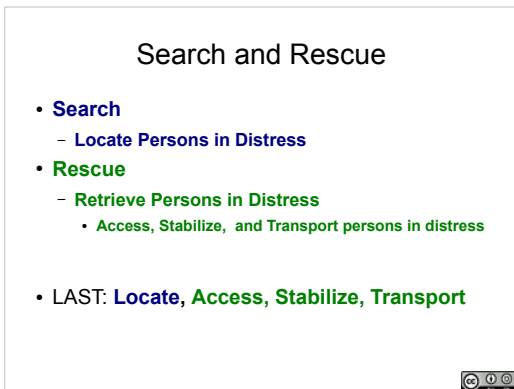 Search and Rescue
• Search
– Locate Persons in Distress
• Rescue
– Retrieve Persons in Distress
• Access, Stabilize, and Transport persons in distress
• LAST: Locate, Access, Stabilize, Transport
cc